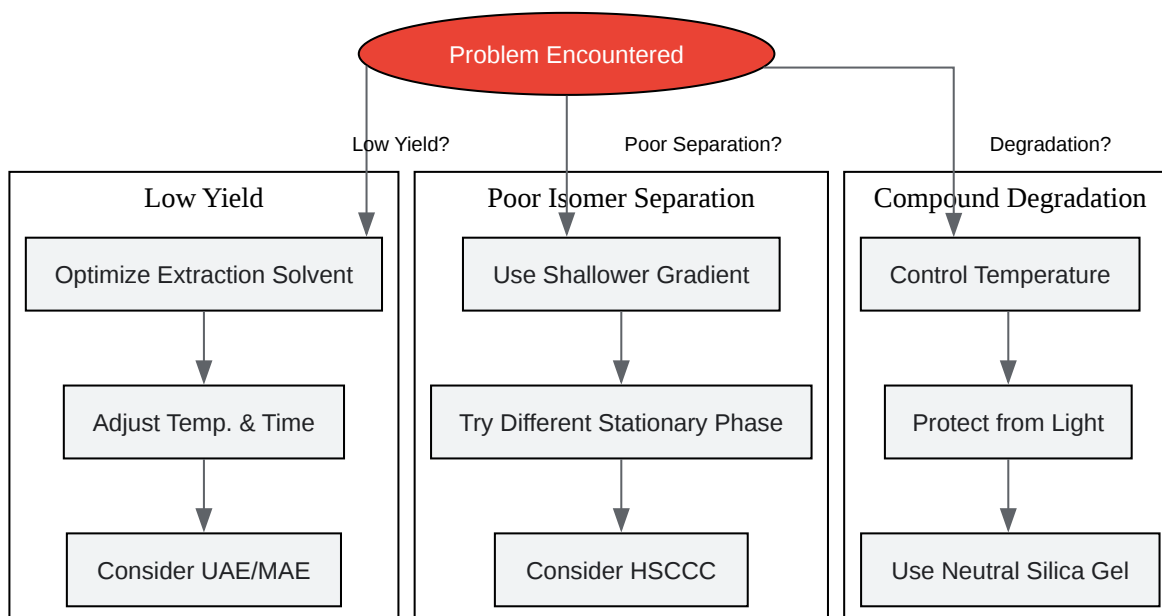 Problem Encountered
Low Yield?
Poor Separation?
Degradation?
Low Yield
Poor Isomer Separation
Compound Degradation
Optimize Extraction Solvent
Use Shallower Gradient
Control Temperature
Adjust Temp. & Time
Try Different Stationary Phase
Protect from Light
Consider UAE/MAE
Consider HSCCC
Use Neutral Silica Gel